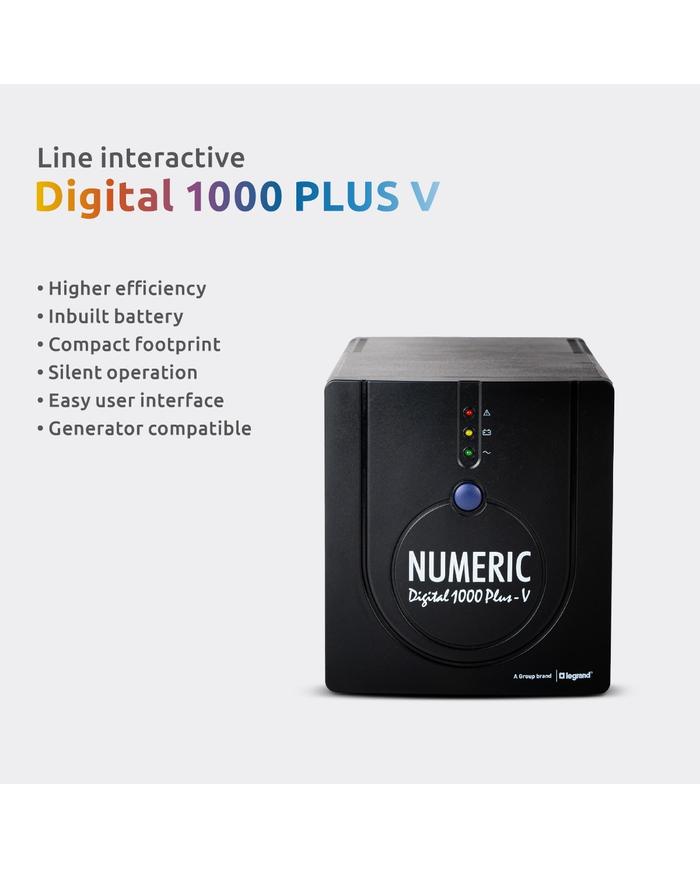 Line interactive
Digital 1000 PLUS V
• Higher efficiency
• Inbuilt battery
• Compact footprint
• Silent operation
• Easy user interface
• Generator compatible
NUMERIC
Digital 1000 Plus - V
A Group brand | legrand®